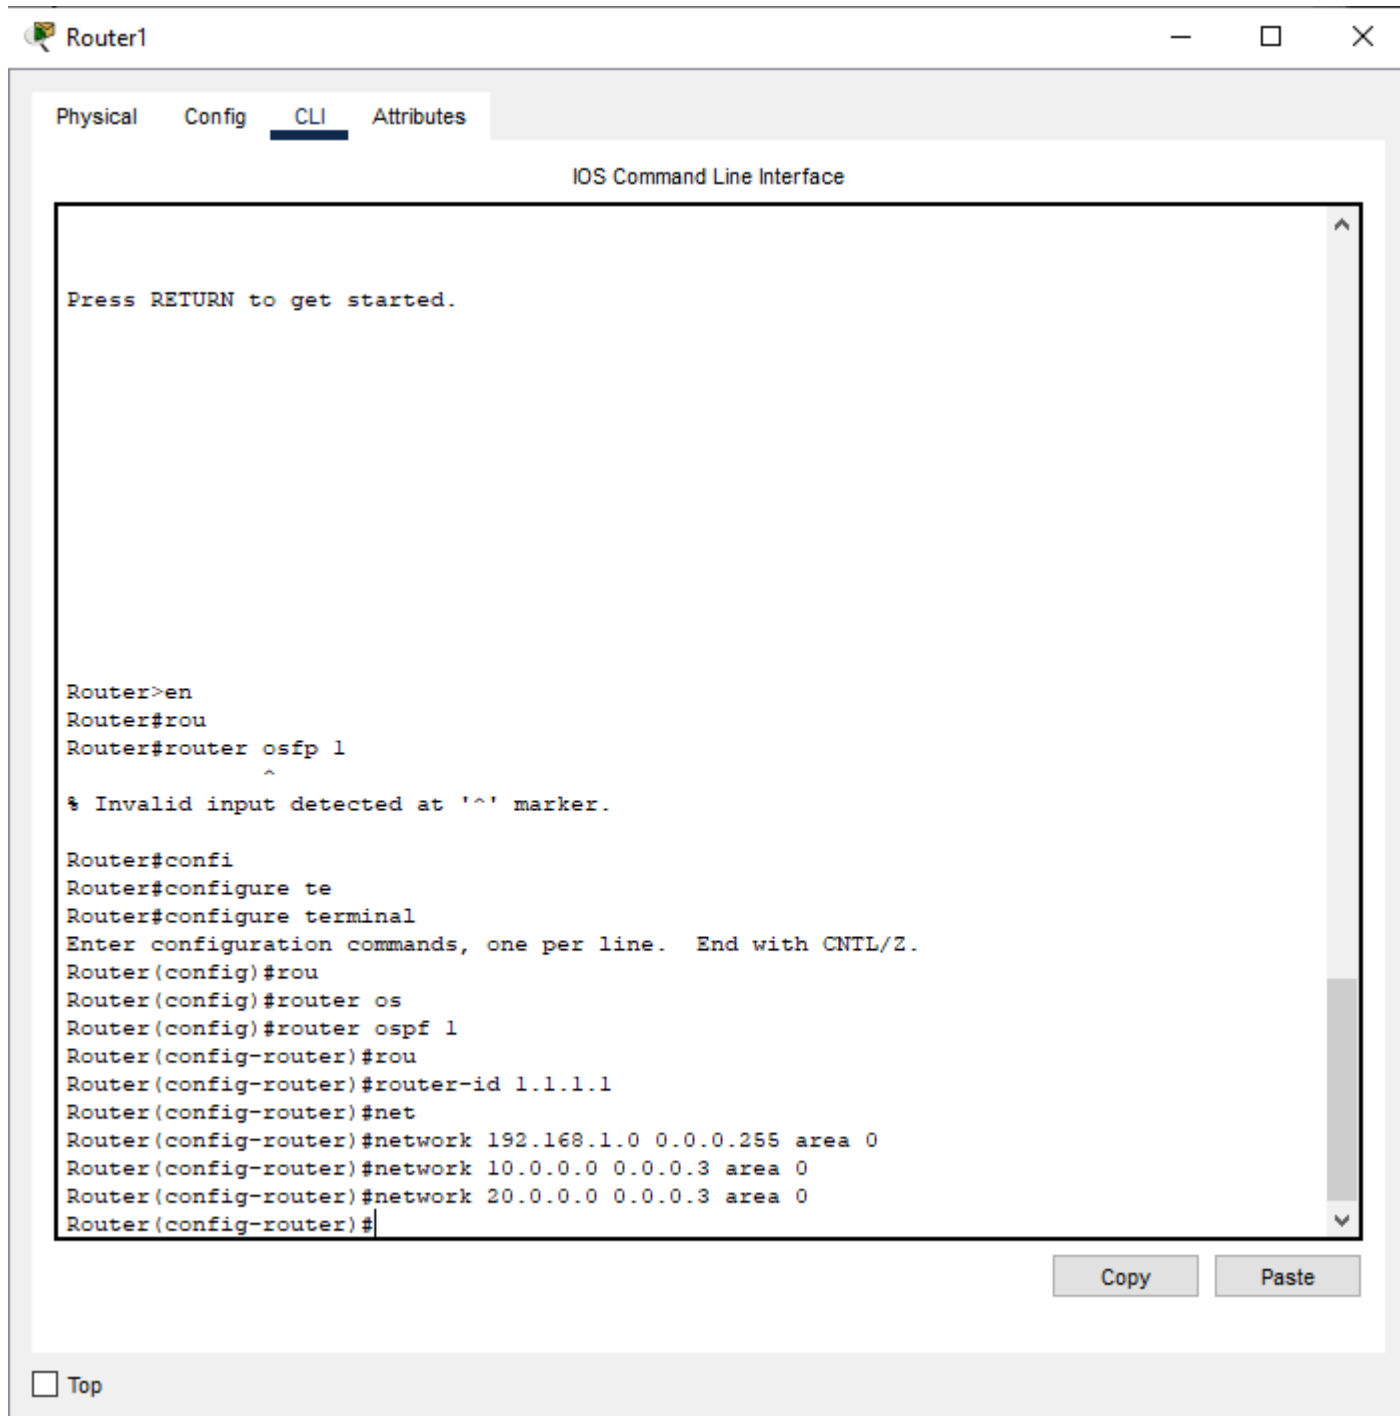 Router1
Physical Config CLI Attributes
IOS Command Line Interface
Press RETURN to get started.
Router>en
Router#rou
Router#router osfp 1
^
% Invalid input detected at '^' marker.
Router#confi
Router#configure te
Router#configure terminal
Enter configuration commands, one per line.  End with CNTL/Z.
Router(config)#rou
Router(config)#router os
Router(config)#router ospf 1
Router(config-router)#rou
Router(config-router)#router-id 1.1.1.1
Router(config-router)#net
Router(config-router)#network 192.168.1.0 0.0.0.255 area 0
Router(config-router)#network 10.0.0.0 0.0.0.3 area 0
Router(config-router)#network 20.0.0.0 0.0.0.3 area 0
Router(config-router)#
Copy Paste
Top